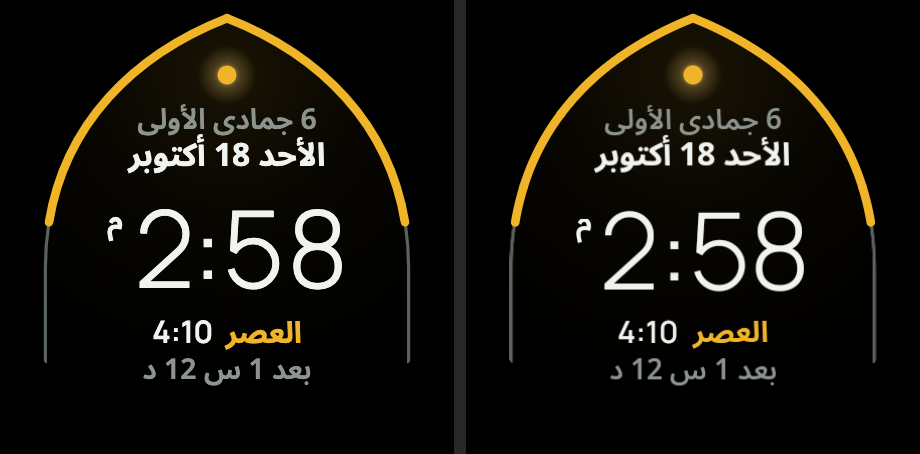 6 جمادى الأولى
الأحد 18 أكتوبر
2:58 م
العصر 4:10
بعد 1 س 12 د
6 جمادى الأولى
الأحد 18 أكتوبر
2:58 م
العصر 4:10
بعد 1 س 12 د